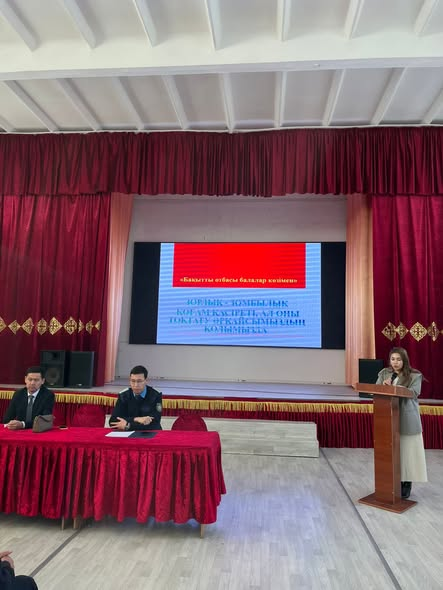 «Бақытты отбасы балалар көзімен»
ЗОРЛЫҚ - ЗОМБЫЛЫҚ
ҚОҒАМ ҚАСІРЕТІ, АЛ ОНЫ
ТОҚТАТУ ӘРҚАЙСЫМЫЗДЫҢ
ҚОЛЫМЫЗДА